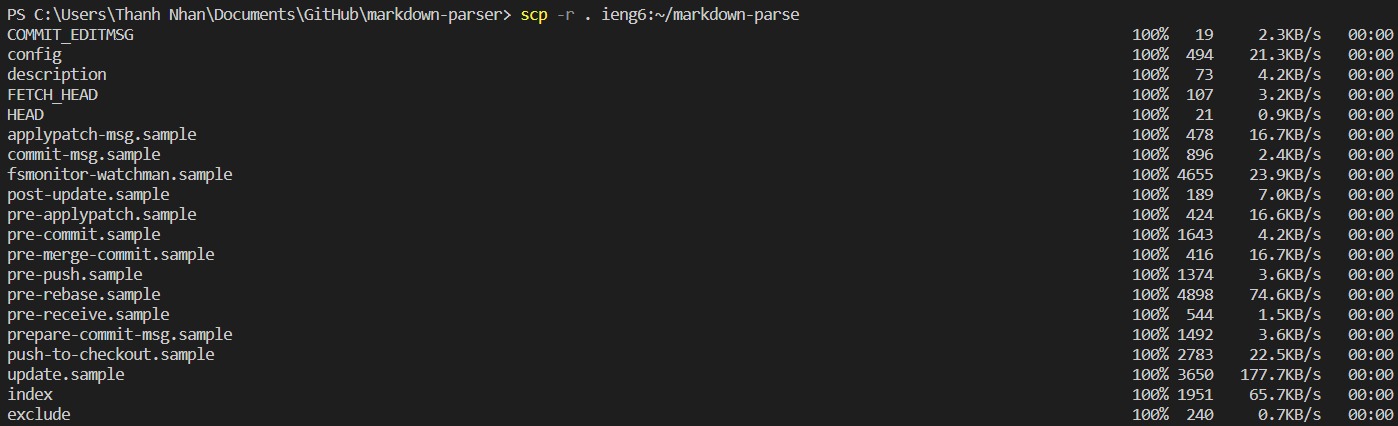 PS C:\Users\Thanh Nhan\Documents\GitHub\markdown-parser> scp -r . ieng6:~/markdown-parse
COMMIT_EDITMSG 100% 19 2.3KB/s 00:00
config 100% 494 21.3KB/s 00:00
description 100% 73 4.2KB/s 00:00
FETCH_HEAD 100% 107 3.2KB/s 00:00
HEAD 100% 21 0.9KB/s 00:00
applypatch-msg.sample 100% 478 16.7KB/s 00:00
commit-msg.sample 100% 896 2.4KB/s 00:00
fsmonitor-watchman.sample 100% 4655 23.9KB/s 00:00
post-update.sample 100% 189 7.0KB/s 00:00
pre-applypatch.sample 100% 424 16.6KB/s 00:00
pre-commit.sample 100% 1643 4.2KB/s 00:00
pre-merge-commit.sample 100% 416 16.7KB/s 00:00
pre-push.sample 100% 1374 3.6KB/s 00:00
pre-rebase.sample 100% 4898 74.6KB/s 00:00
pre-receive.sample 100% 544 1.5KB/s 00:00
prepare-commit-msg.sample 100% 1492 3.6KB/s 00:00
push-to-checkout.sample 100% 2783 22.5KB/s 00:00
update.sample 100% 3650 177.7KB/s 00:00
index 100% 1951 65.7KB/s 00:00
exclude 100% 240 0.7KB/s 00:00